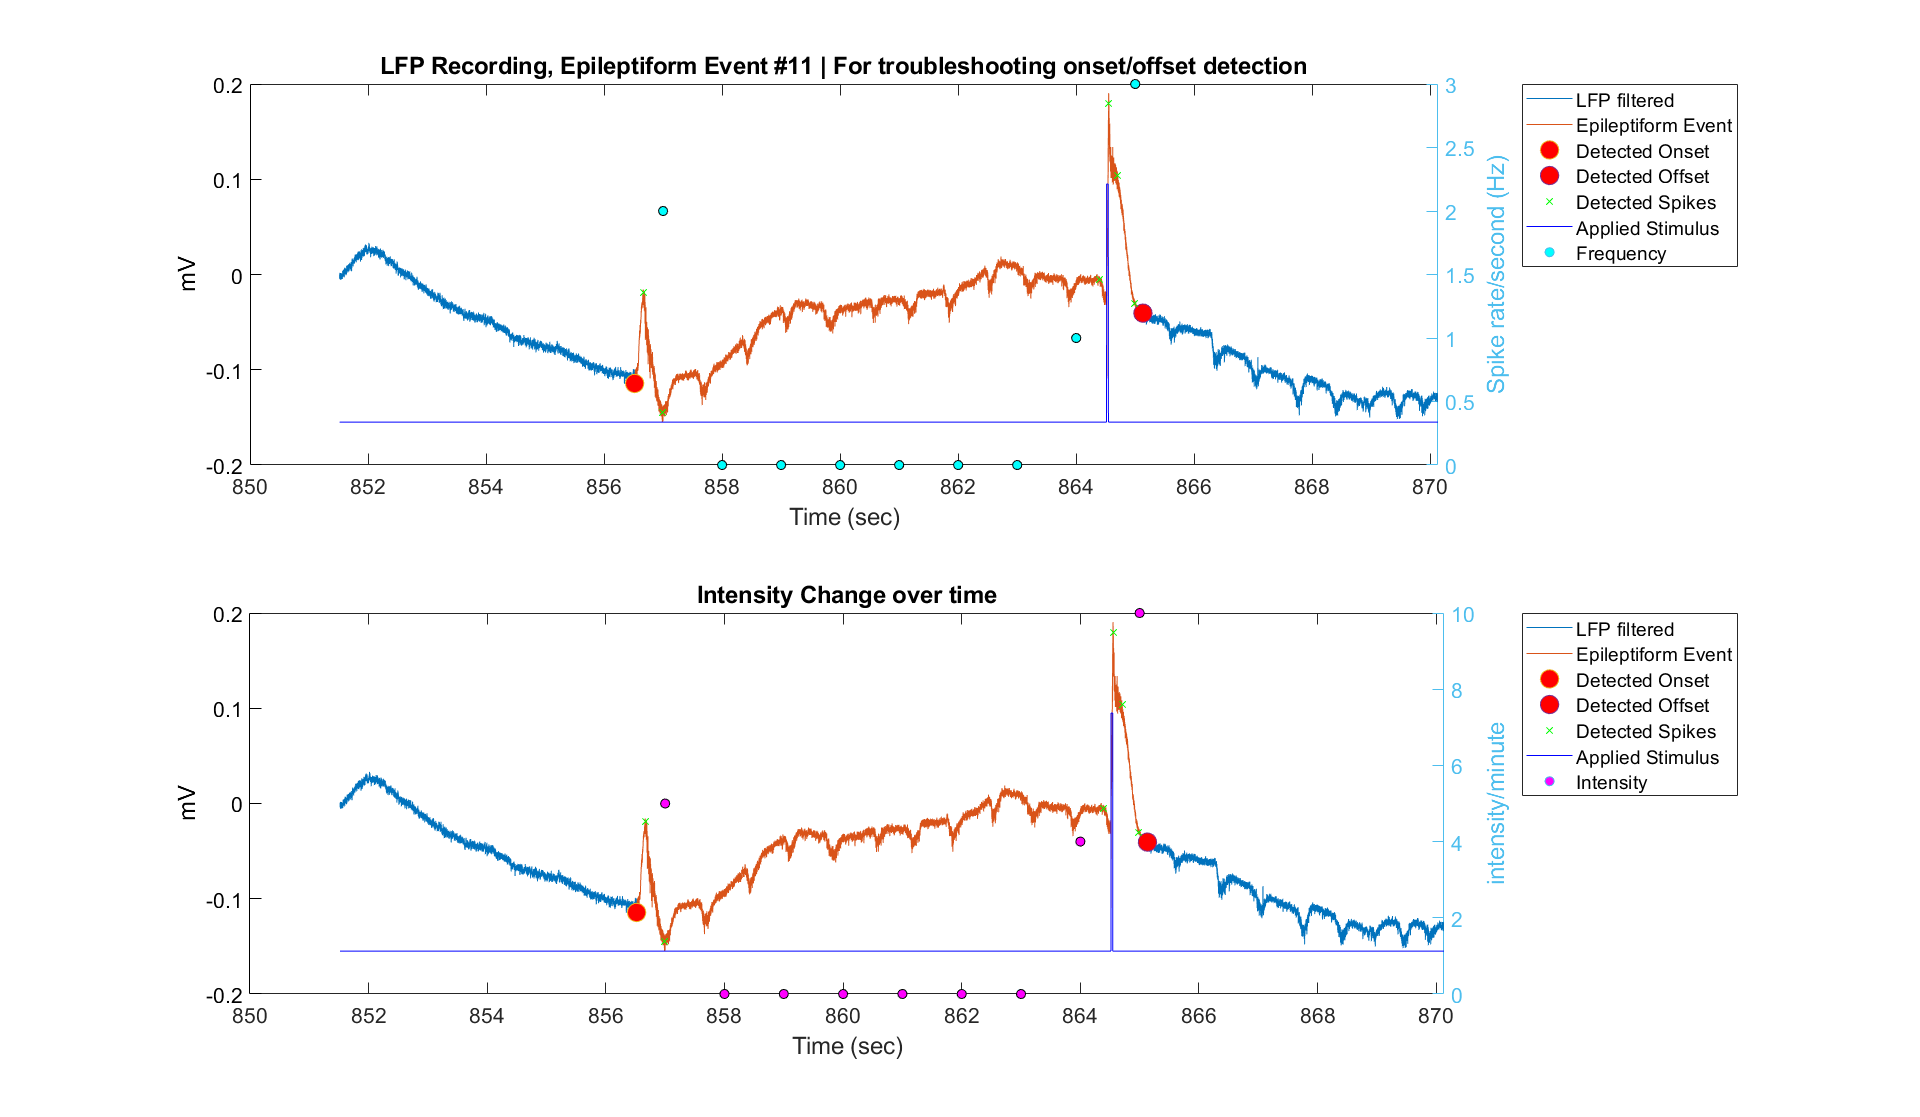 LFP Recording, Epileptiform Event #11 | For troubleshooting onset/offset detection
0.2
0.1
0
-0.1
-0.2
mV
850 852 854 856 858 860 862 864 866 868 870
Time (sec)
3
2.5
2
1.5
1
0.5
0
Spike rate/second (Hz)
LFP filtered
Epileptiform Event
Detected Onset
Detected Offset
Detected Spikes
Applied Stimulus
Frequency
Intensity Change over time
0.2
0.1
0
-0.1
-0.2
mV
850 852 854 856 858 860 862 864 866 868 870
Time (sec)
10
8
6
4
2
0
intensity/minute
LFP filtered
Epileptiform Event
Detected Onset
Detected Offset
Detected Spikes
Applied Stimulus
Intensity